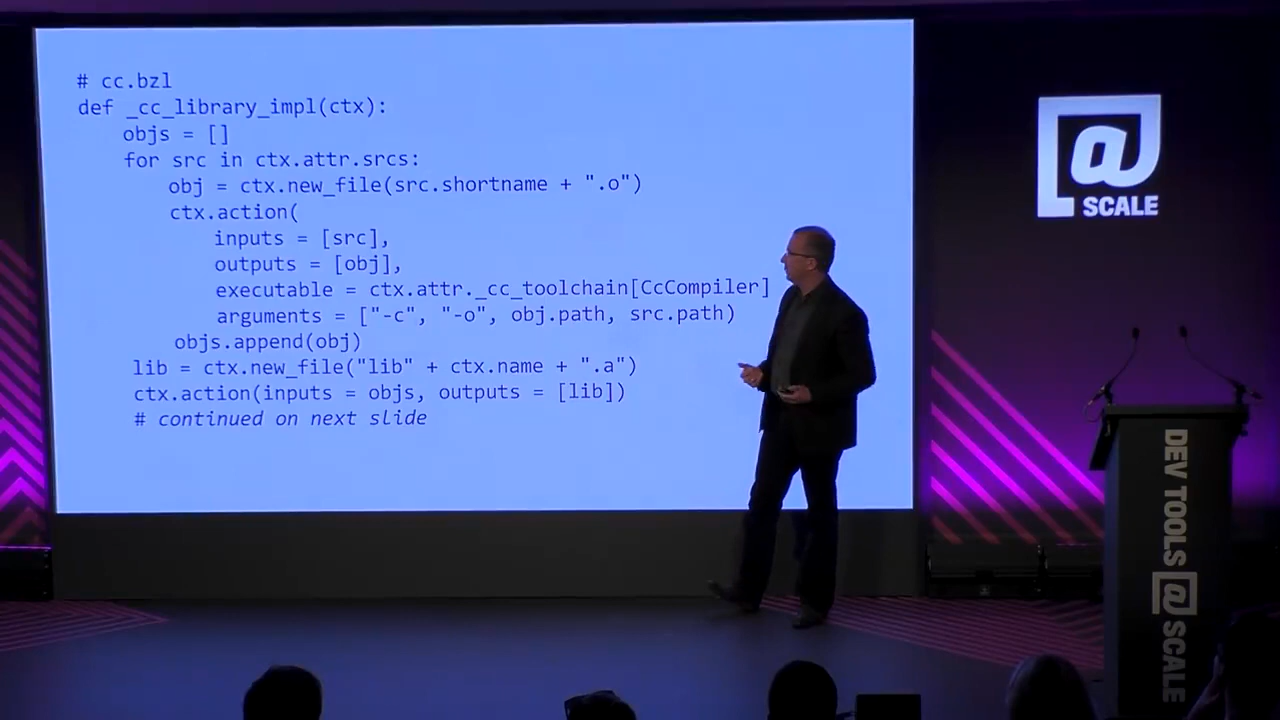 # cc.bzl
def _cc_library_impl(ctx):
    objs = []
    for src in ctx.attr.srcs:
        obj = ctx.new_file(src.shortname + ".o")
        ctx.action(
            inputs = [src],
            outputs = [obj],
            executable = ctx.attr._cc_toolchain[CcCompiler]
            arguments = ["-c", "-o", obj.path, src.path)
        objs.append(obj)
    lib = ctx.new_file("lib" + ctx.name + ".a")
    ctx.action(inputs = objs, outputs = [lib])
    # continued on next slide
@
SCALE
DEV TOOLS @ SCALE